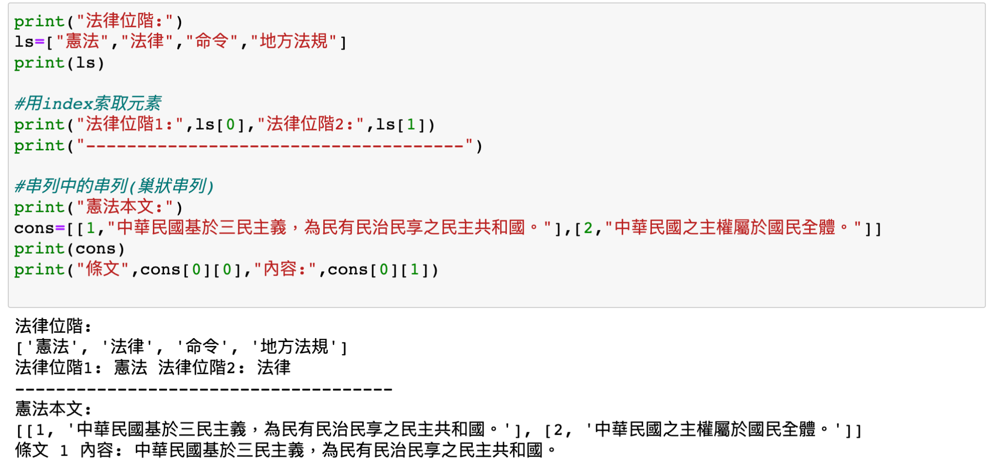 print("法律位階:")
ls=["憲法","法律","命令","地方法規"]
print(ls)
#用index索取元素
print("法律位階1:",ls[0],"法律位階2:",ls[1])
print("-------------------------------------")
#串列中的串列(巢狀串列)
print("憲法本文:")
cons=[[1,"中華民國基於三民主義，為民有民治民享之民主共和國。"],[2,"中華民國之主權屬於國民全體。"]]
print(cons)
print("條文",cons[0][0],"內容:",cons[0][1])
法律位階:
['憲法', '法律', '命令', '地方法規']
法律位階1: 憲法 法律位階2: 法律
-------------------------------------
憲法本文:
[[1, '中華民國基於三民主義，為民有民治民享之民主共和國。'], [2, '中華民國之主權屬於國民全體。']]
條文 1 內容: 中華民國基於三民主義，為民有民治民享之民主共和國。